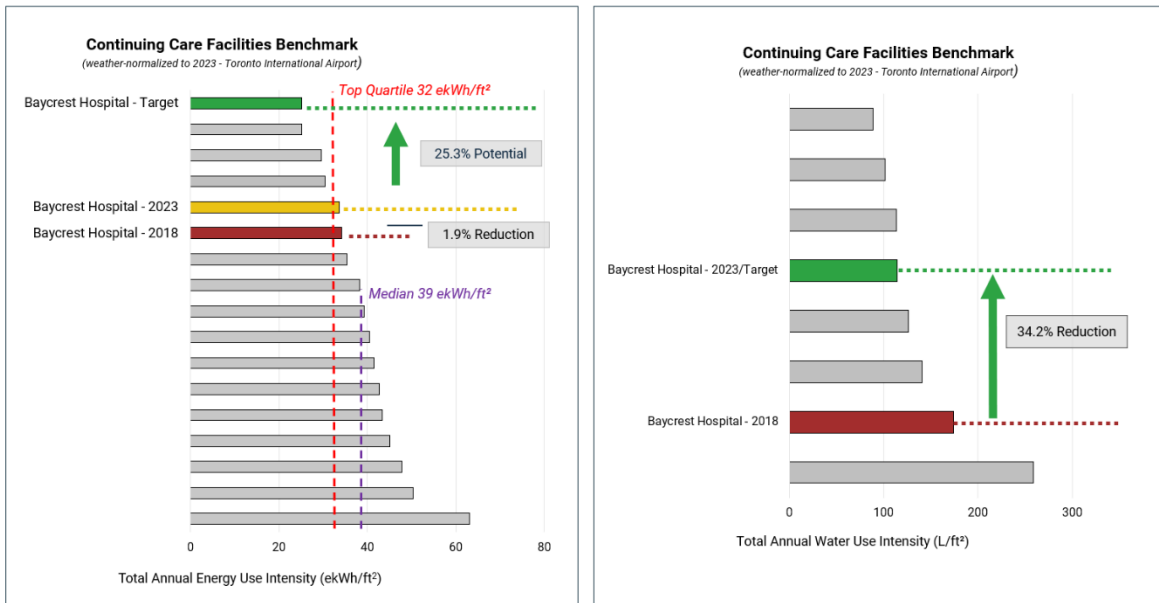 Continuing Care Facilities Benchmark
(weather-normalized to 2023 - Toronto International Airport)
Top Quartile 32 ekWh/ft²
Baycrest Hospital - Target
25.3% Potential
Baycrest Hospital - 2023
Baycrest Hospital - 2018
1.9% Reduction
Median 39 ekWh/ft²
0 20 40 60 80
Total Annual Energy Use Intensity (ekWh/ft²)
Continuing Care Facilities Benchmark
(weather-normalized to 2023 - Toronto International Airport)
Baycrest Hospital - 2023/Target
34.2% Reduction
Baycrest Hospital - 2018
0 100 200 300
Total Annual Water Use Intensity (L/ft²)